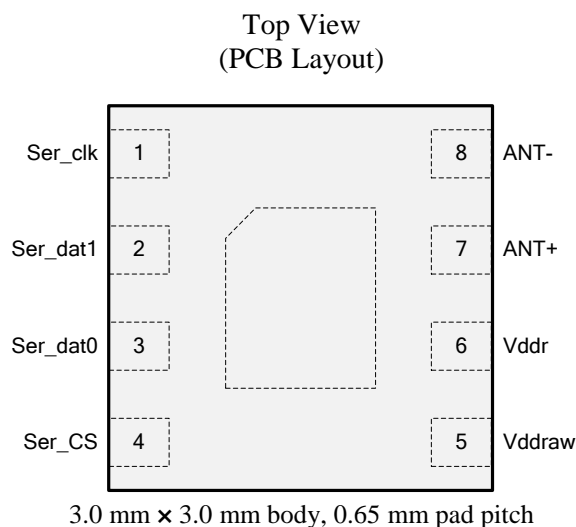 Top View
(PCB Layout)
Ser_clk 1 8 ANT-
Ser_dat1 2 7 ANT+
Ser_dat0 3 6 Vddr
Ser_CS 4 5 Vddraw
3.0 mm × 3.0 mm body, 0.65 mm pad pitch